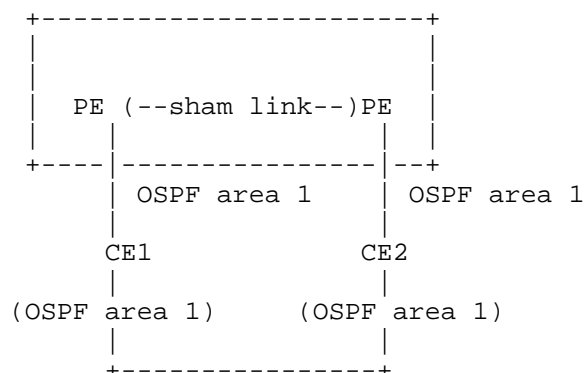 PE (--sham link--)PE
OSPF area 1 OSPF area 1
CE1 CE2
(OSPF area 1) (OSPF area 1)